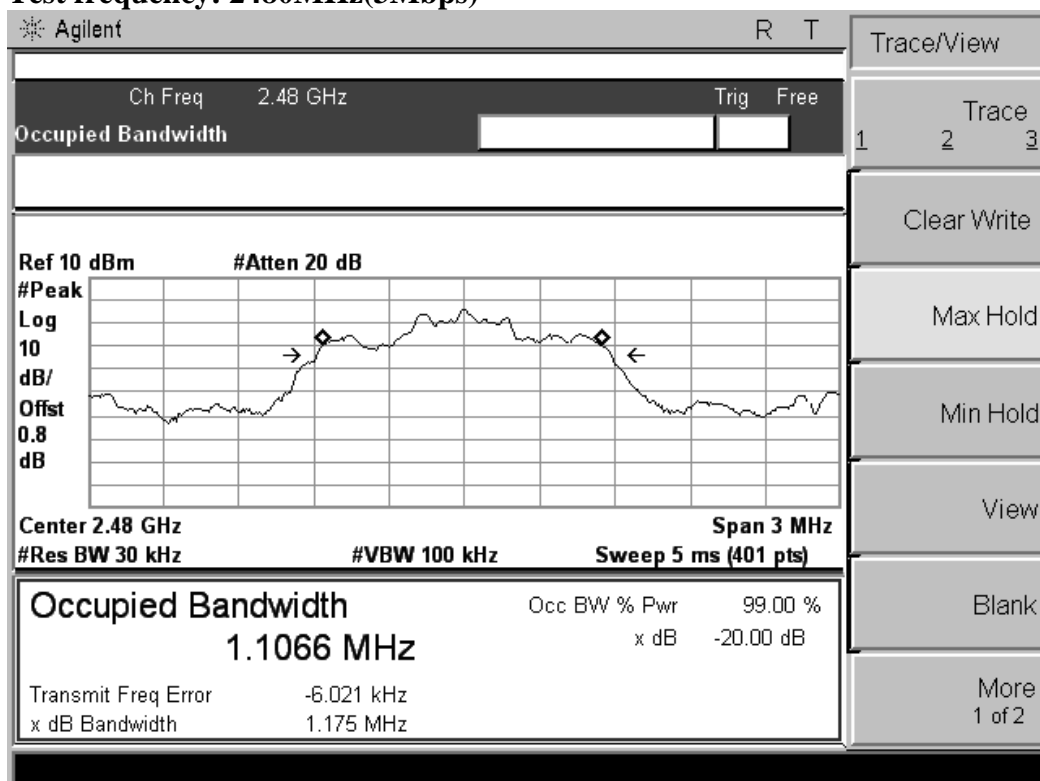 Test frequency: 2480MHz(3Mbps)
Agilent R T
Trace/View
Ch Freq 2.48 GHz Trig Free
Occupied Bandwidth
Trace
1 2 3
Clear Write
Ref 10 dBm #Atten 20 dB
#Peak
Log
10
dB/
Offst
0.8
dB
Max Hold
Min Hold
View
Center 2.48 GHz Span 3 MHz
#Res BW 30 kHz #VBW 100 kHz Sweep 5 ms (401 pts)
Occupied Bandwidth Occ BW % Pwr 99.00 %
1.1066 MHz x dB -20.00 dB
Blank
Transmit Freq Error -6.021 kHz
x dB Bandwidth 1.175 MHz
More
1 of 2